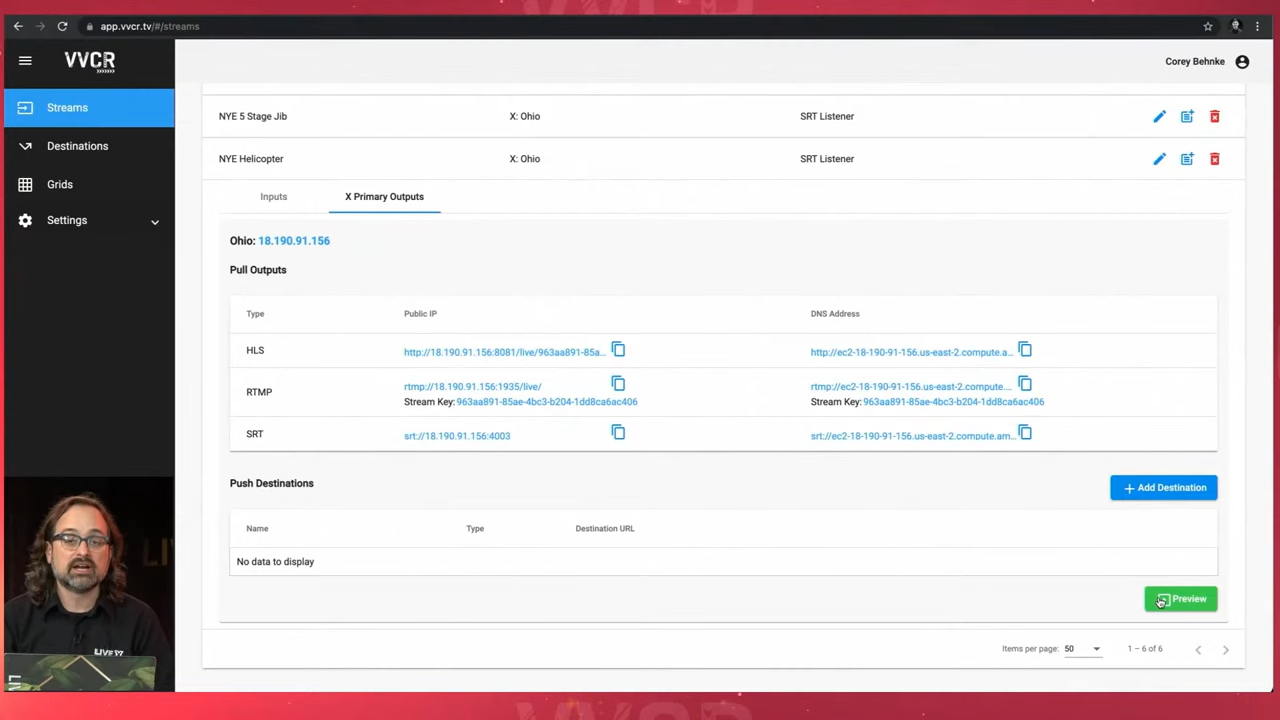 app.vvcr.tv/#/streams
VVCR
Corey Behnke
Streams
Destinations
Grids
Settings
NYE 5 Stage Jib X: Ohio SRT Listener
NYE Helicopter X: Ohio SRT Listener
Inputs X Primary Outputs
Ohio: 18.190.91.156
Pull Outputs
Type Public IP DNS Address
HLS http://18.190.91.156:8081/live/963aa891-85a... http://ec2-18-190-91-156.us-east-2.compute.a...
RTMP rtmp://18.190.91.156:1935/live/ rtmp://ec2-18-190-91-156.us-east-2.compute....
Stream Key: 963aa891-85ae-4bc3-b204-1dd8ca6ac406 Stream Key: 963aa891-85ae-4bc3-b204-1dd8ca6ac406
SRT srt://18.190.91.156:4003 srt://ec2-18-190-91-156.us-east-2.compute.am...
Push Destinations + Add Destination
Name Type Destination URL
No data to display
Preview
Items per page: 50 1 – 6 of 6
LIVE